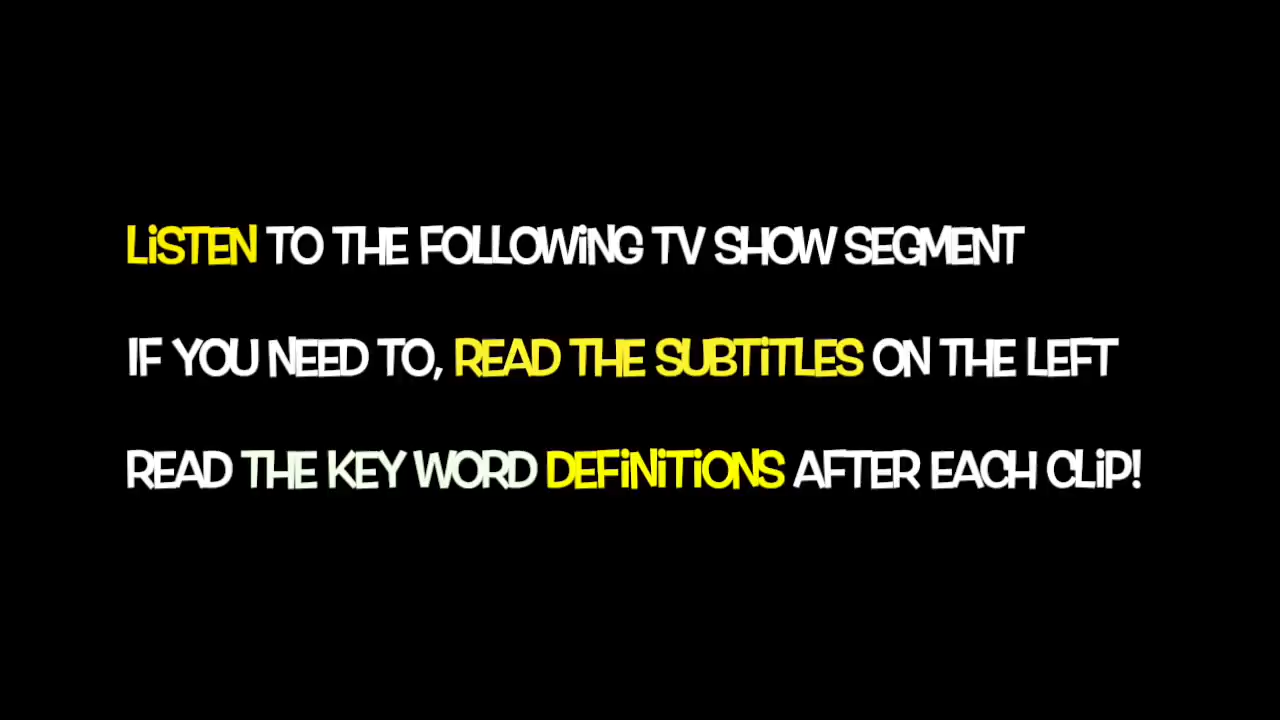 LiSTEN TO THE FOLLOWiNG TV SHOW SEGMENT
IF YOU NEED TO, READ THE SUBTiTLES ON THE LEFT
READ THE KEY WORD DEFiNiTiONS AFTER EACH CLiP!